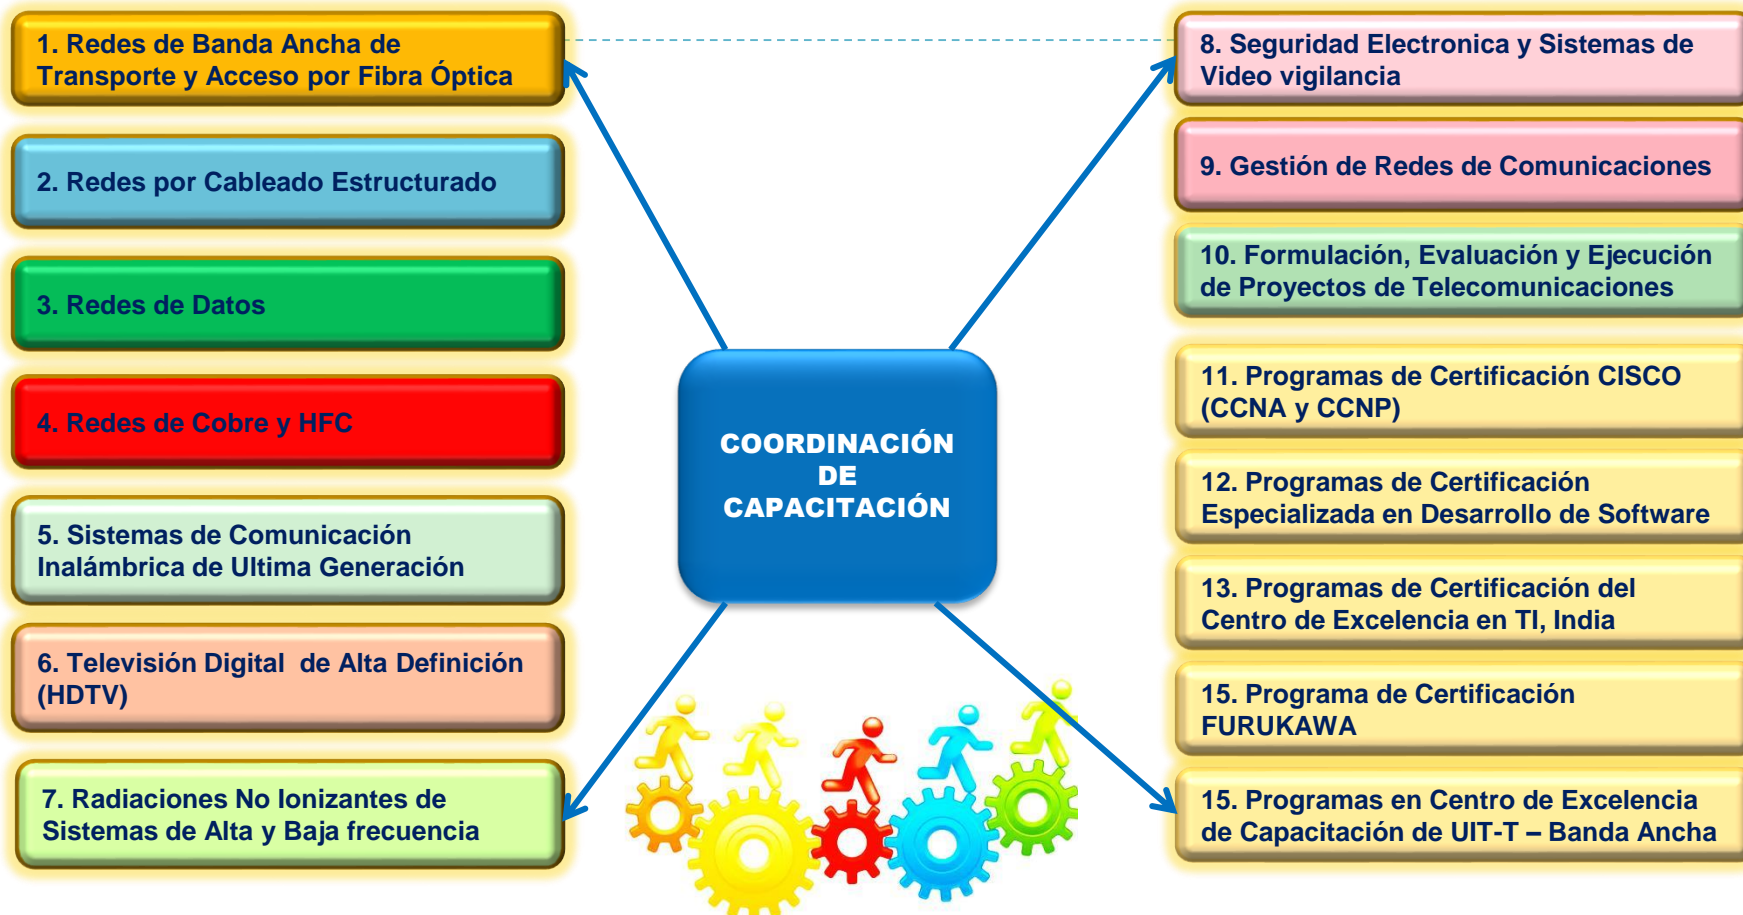 1. Redes de Banda Ancha de
Transporte y Acceso por Fibra Óptica
2. Redes por Cableado Estructurado
3. Redes de Datos
4. Redes de Cobre y HFC
5. Sistemas de Comunicación
Inalámbrica de Ultima Generación
6. Televisión Digital  de Alta Definición
(HDTV)
7. Radiaciones No Ionizantes de
Sistemas de Alta y Baja frecuencia
COORDINACIÓN
DE
CAPACITACIÓN
8. Seguridad Electronica y Sistemas de
Video vigilancia
9. Gestión de Redes de Comunicaciones
10. Formulación, Evaluación y Ejecución
de Proyectos de Telecomunicaciones
11. Programas de Certificación CISCO
(CCNA y CCNP)
12. Programas de Certificación
Especializada en Desarrollo de Software
13. Programas de Certificación del
Centro de Excelencia en TI, India
15. Programa de Certificación
FURUKAWA
15. Programas en Centro de Excelencia
de Capacitación de UIT-T – Banda Ancha